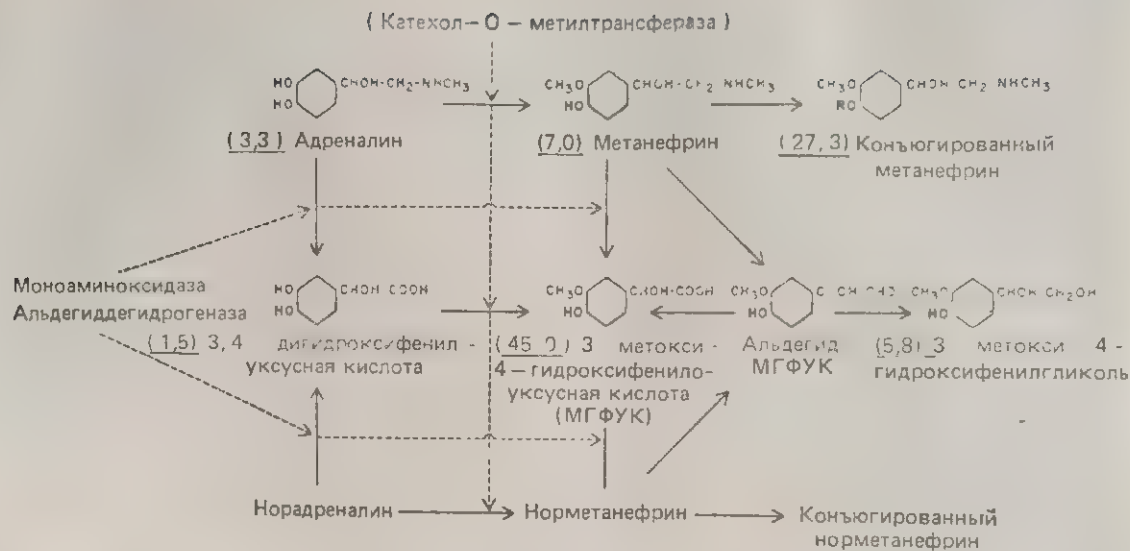 ( Катехол – О – метилтрансфераза )
HO CHOH-CH₂-NHCH₃ CH₃O CHOH-CH₂ NHCH₃ CH₃O CHOH CH₂ NHCH₃
HO HO RO
(3,3) Адреналин (7,0) Метанефрин (27,3) Конъюгированный
метанефрин
Моноаминоксидаза HO CHOH COOH CH₃O CHOH-COOH CH₃O CH₃O CHOH CH₂OH
Альдегиддегидрогеназа HO HO HO HO
(1,5) 3, 4 дигидроксифенил - (45 0) 3 метокси - Альдегид (5,8) 3 метокси 4 -
уксусная кислота 4 – гидроксифенило- МГФУК гидроксифенилгликоль
уксусная кислота
(МГФУК)
Норадреналин Норметанефрин Конъюгированный
норметанефрин